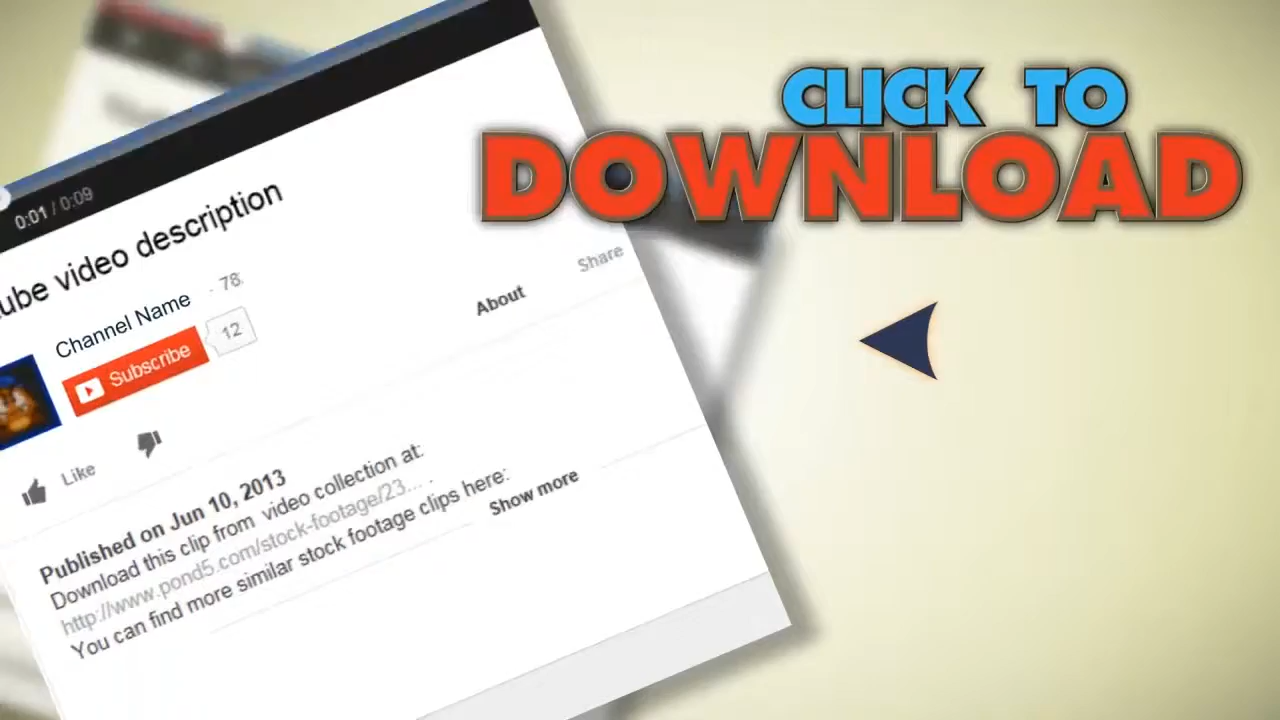 CLICK TO
DOWNLOAD
0:01 / 0:09
ube video description
Channel Name
78
Subscribe
12
About
Share
Like
Published on Jun 10, 2013
Download this clip from video collection at:
http://www.pond5.com/stock-footage/23...
You can find more similar stock footage clips here:
Show more